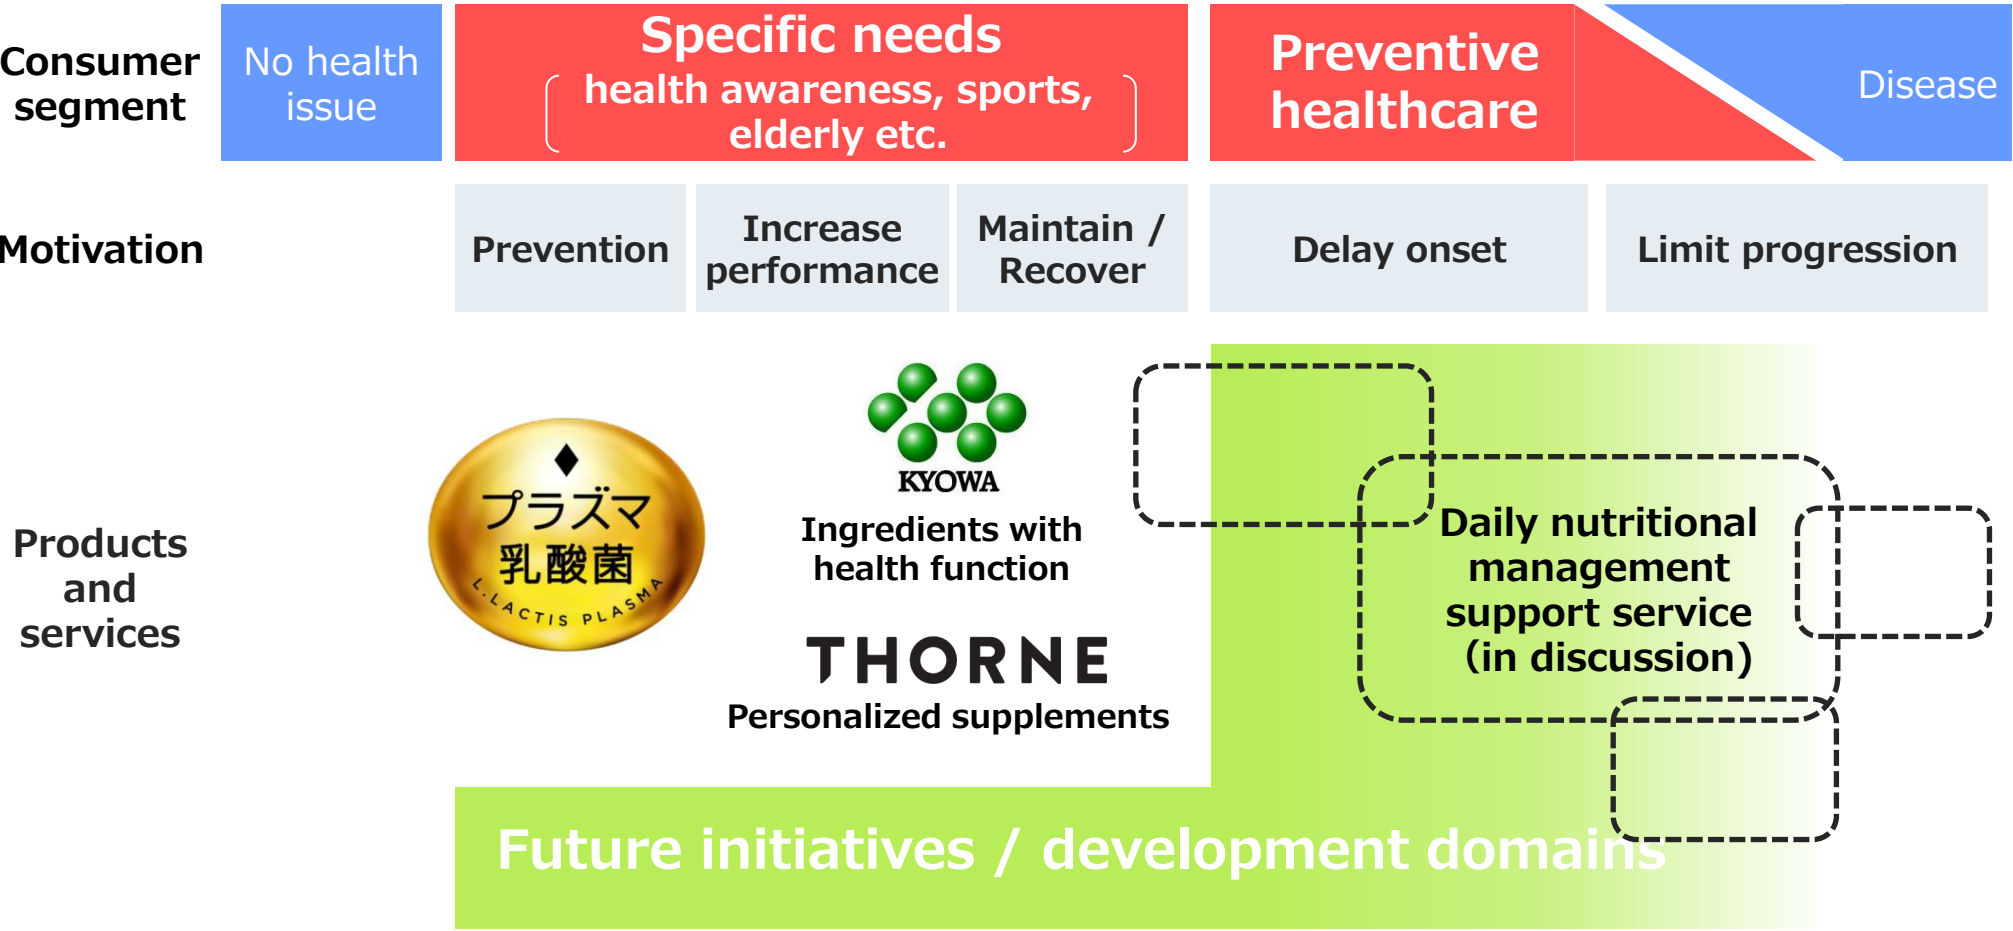 Consumer
segment
No health
issue
Specific needs
health awareness, sports,
elderly etc.
Preventive
healthcare
Disease
Motivation
Prevention
Increase
performance
Maintain /
Recover
Delay onset
Limit progression
Products
and
services
プラズマ
乳酸菌
L.LACTIS PLASMA
KYOWA
Ingredients with
health function
THORNE
Personalized supplements
Daily nutritional
management
support service
（in discussion）
Future initiatives / development domains